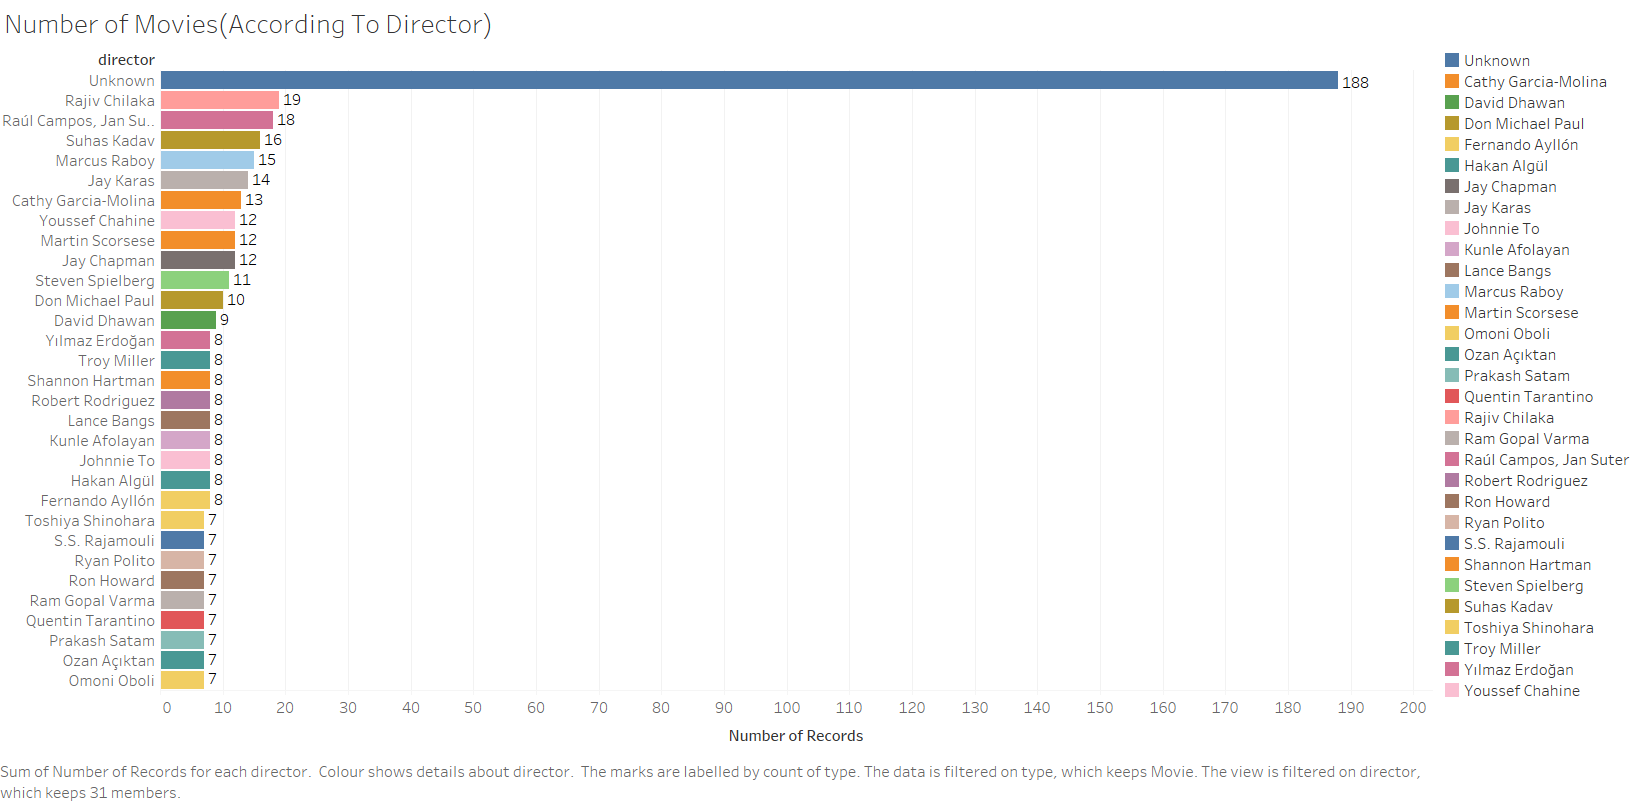 Number of Movies(According To Director)
director
Unknown 188
Rajiv Chilaka 19
Raúl Campos, Jan Su.. 18
Suhas Kadav 16
Marcus Raboy 15
Jay Karas 14
Cathy Garcia-Molina 13
Youssef Chahine 12
Martin Scorsese 12
Jay Chapman 12
Steven Spielberg 11
Don Michael Paul 10
David Dhawan 9
Yılmaz Erdoğan 8
Troy Miller 8
Shannon Hartman 8
Robert Rodriguez 8
Lance Bangs 8
Kunle Afolayan 8
Johnnie To 8
Hakan Algül 8
Fernando Ayllón 8
Toshiya Shinohara 7
S.S. Rajamouli 7
Ryan Polito 7
Ron Howard 7
Ram Gopal Varma 7
Quentin Tarantino 7
Prakash Satam 7
Ozan Açıktan 7
Omoni Oboli 7
0 10 20 30 40 50 60 70 80 90 100 110 120 130 140 150 160 170 180 190 200
Number of Records
Unknown
Cathy Garcia-Molina
David Dhawan
Don Michael Paul
Fernando Ayllón
Hakan Algül
Jay Chapman
Jay Karas
Johnnie To
Kunle Afolayan
Lance Bangs
Marcus Raboy
Martin Scorsese
Omoni Oboli
Ozan Açıktan
Prakash Satam
Quentin Tarantino
Rajiv Chilaka
Ram Gopal Varma
Raúl Campos, Jan Suter
Robert Rodriguez
Ron Howard
Ryan Polito
S.S. Rajamouli
Shannon Hartman
Steven Spielberg
Suhas Kadav
Toshiya Shinohara
Troy Miller
Yılmaz Erdoğan
Youssef Chahine
Sum of Number of Records for each director.  Colour shows details about director.  The marks are labelled by count of type. The data is filtered on type, which keeps Movie. The view is filtered on director,
which keeps 31 members.